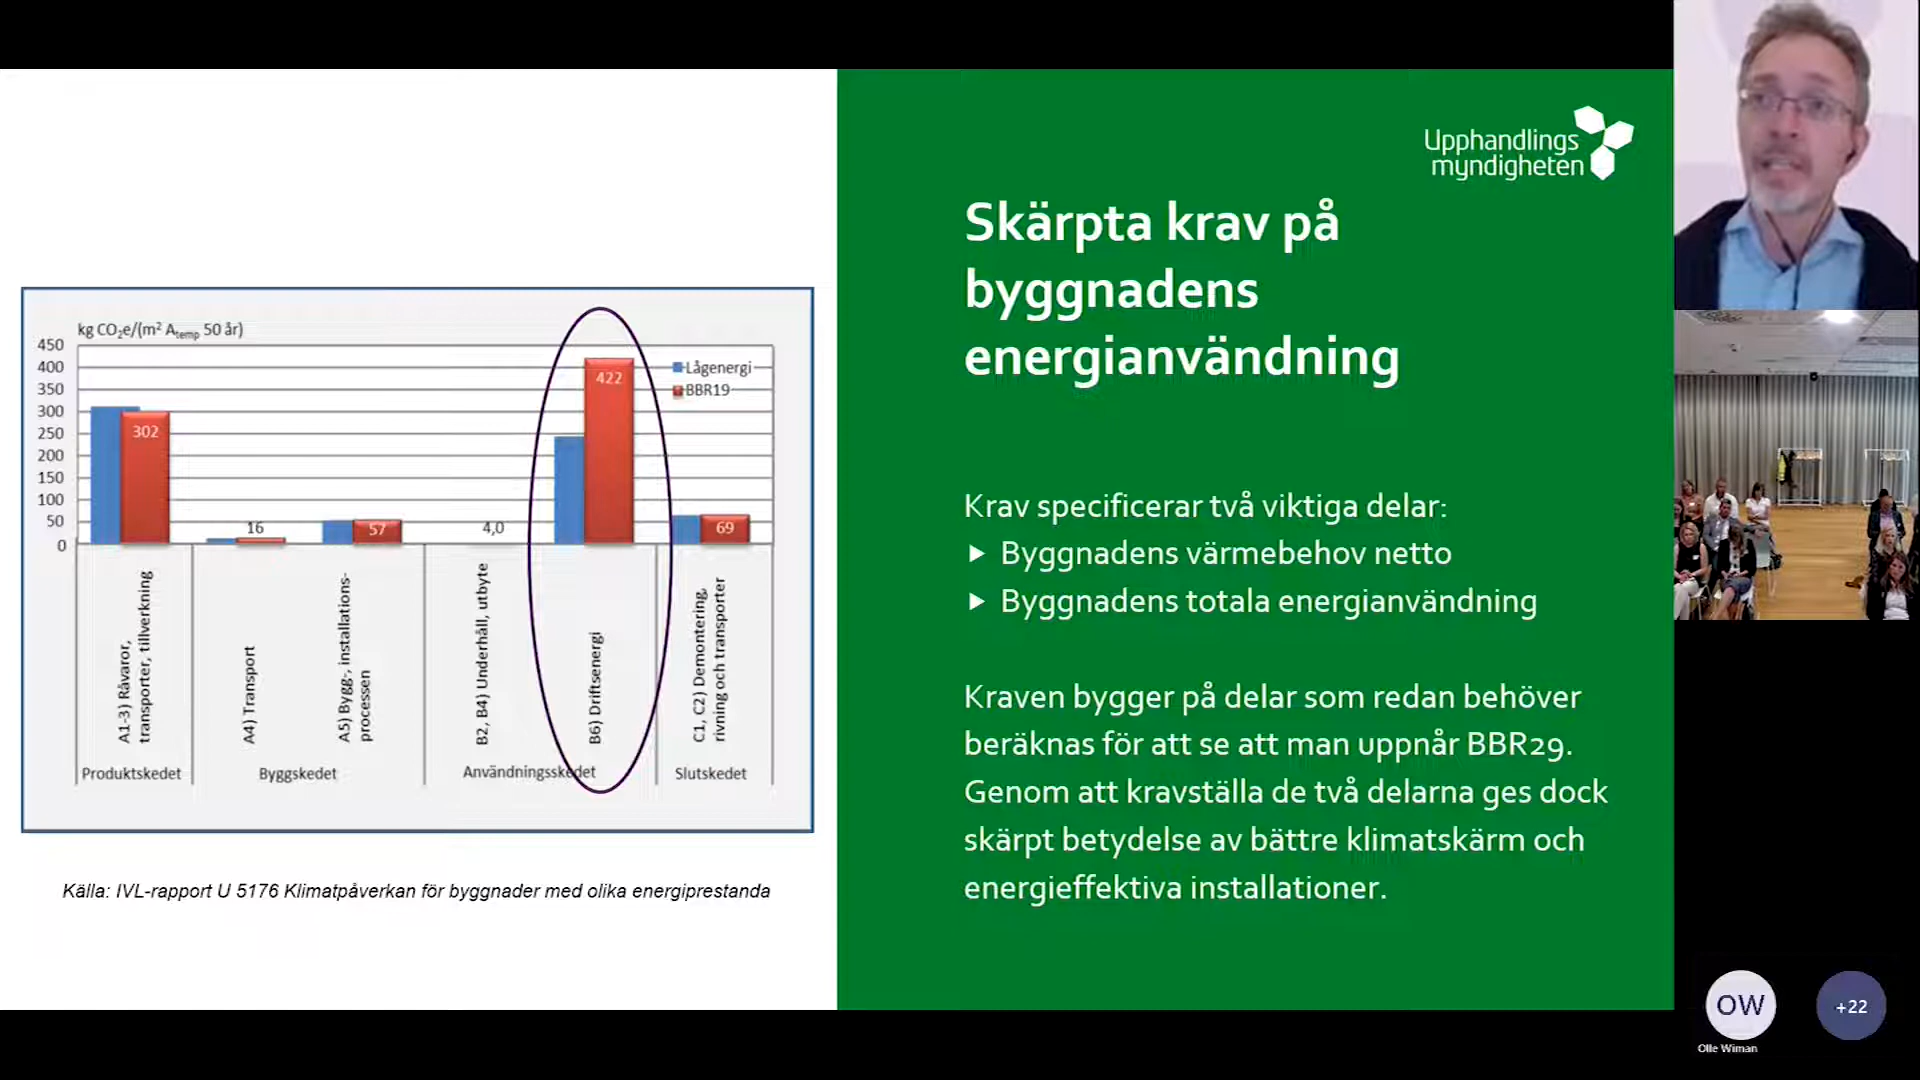 Upphandlings
myndigheten
Skärpta krav på
byggnadens
energianvändning
Krav specificerar två viktiga delar:
Byggnadens värmebehov netto
Byggnadens totala energianvändning
Kraven bygger på delar som redan behöver
beräknas för att se att man uppnår BBR29.
Genom att kravställa de två delarna ges dock
skärpt betydelse av bättre klimatskärm och
energieffektiva installationer.
kg CO₂e/(m² Atemp 50 år)
450
400
350
300
250
200
150
100
50
0
Lågenergi
BBR19
302
16
57
4,0
422
69
A1-3) Råvaror,
transporter, tillverkning
A4) Transport
A5) Bygg-, installations-
processen
B2, B4) Underhåll, utbyte
B6) Driftsenergi
C1, C2) Demontering,
rivning och transporter
Produktskedet
Byggskedet
Användningsskedet
Slutskedet
Källa: IVL-rapport U 5176 Klimatpåverkan för byggnader med olika energiprestanda
OW
+22
Olle Wiman